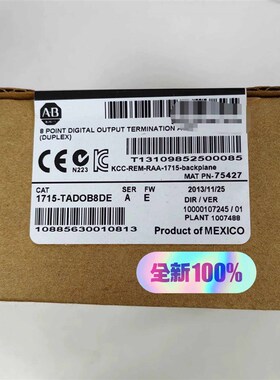 AB
8 POINT DIGITAL OUTPUT TERMINATION
(DUPLEX)
T13109852500085
CE N223 KCC-REM-RAA-1715-backplane
MAT PN-75427
CAT SER FW 2013/11/25
1715-TADOB8DE A E DIR / VER
10000107245 / 01
PLANT 1007488
10885630010813
Product of MEXICO
全新100%